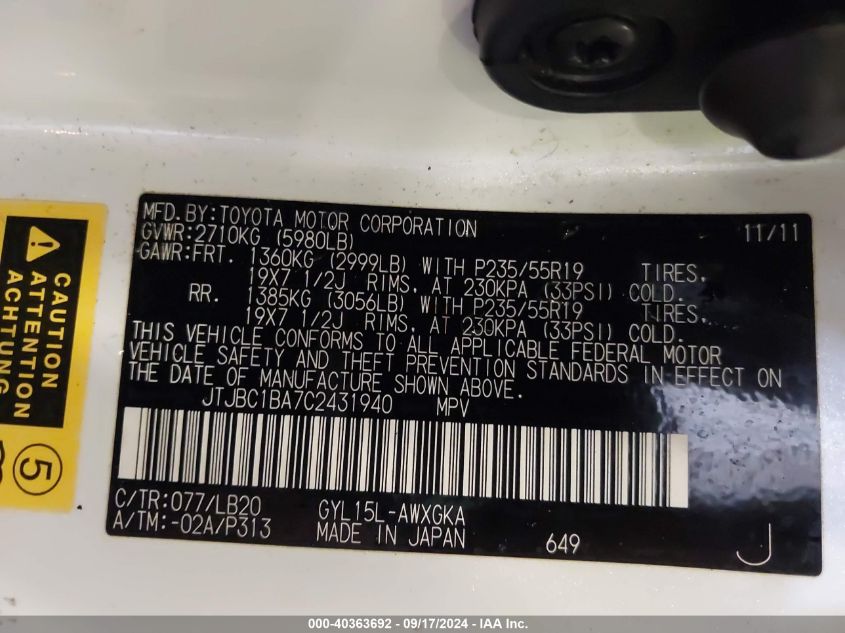 MFD.BY:TOYOTA MOTOR CORPORATION 11/11
GVWR:2710KG (5980LB)
GAWR:FRT. 1360KG (2999LB) WITH P235/55R19 TIRES,
19X7 1/2J RIMS, AT 230KPA (33PSI) COLD.
RR. 1385KG (3056LB) WITH P235/55R19 TIRES,
19X7 1/2J RIMS, AT 230KPA (33PSI) COLD.
THIS VEHICLE CONFORMS TO ALL APPLICABLE FEDERAL MOTOR
VEHICLE SAFETY AND THEFT PREVENTION STANDARDS IN EFFECT ON
THE DATE OF MANUFACTURE SHOWN ABOVE.
JTJBC1BA7C2431940 MPV
C/TR:077/LB20 GYL15L-AWXGKA
A/TM:-02A/P313 MADE IN JAPAN 649 J
CAUTION
ATTENTION
ACHTUNG
5
000-40363692 - 09/17/2024 - IAA Inc.